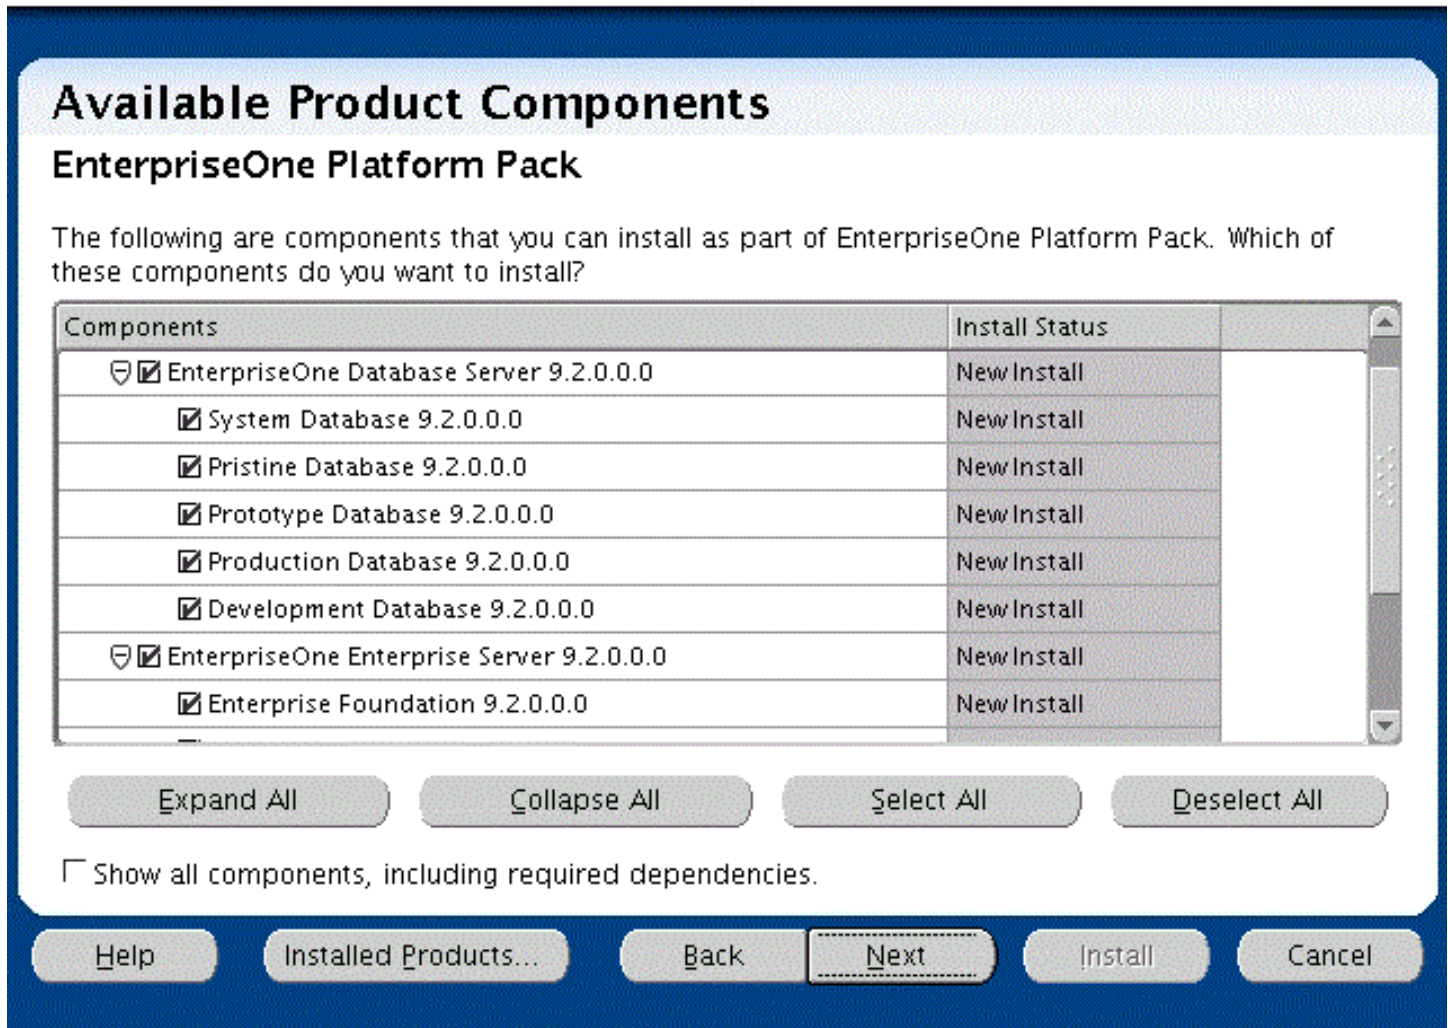 Available Product Components
EnterpriseOne Platform Pack
The following are components that you can install as part of EnterpriseOne Platform Pack. Which of
these components do you want to install?
Components Install Status
EnterpriseOne Database Server 9.2.0.0.0 New Install
System Database 9.2.0.0.0 New Install
Pristine Database 9.2.0.0.0 New Install
Prototype Database 9.2.0.0.0 New Install
Production Database 9.2.0.0.0 New Install
Development Database 9.2.0.0.0 New Install
EnterpriseOne Enterprise Server 9.2.0.0.0 New Install
Enterprise Foundation 9.2.0.0.0 New Install
Expand All Collapse All Select All Deselect All
Show all components, including required dependencies.
Help Installed Products... Back Next Install Cancel